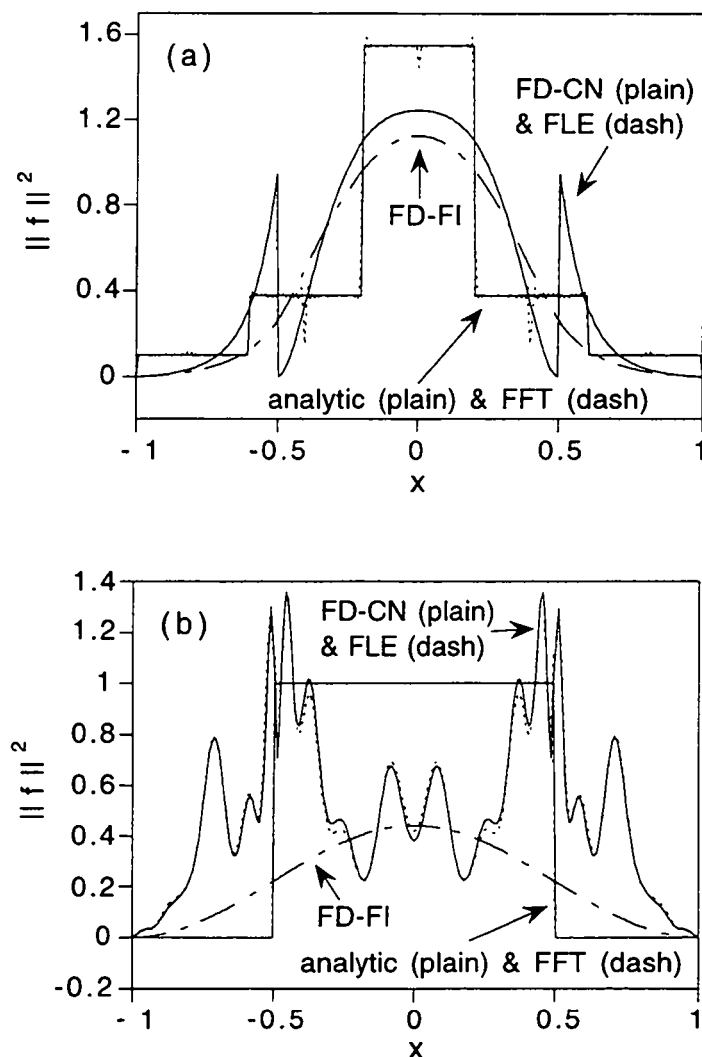 1.6
(a)
FD-CN (plain)
& FLE (dash)
1.2
|| f || 2
0.8
FD-FI
0.4
0
analytic (plain) & FFT (dash)
- 1
-0.5
0
0.5
1
x
1.4
(b)
FD-CN (plain)
& FLE (dash)
1.2
1
0.8
|| f || 2
0.6
0.4
0.2
FD-FI
0
analytic (plain) & FFT (dash)
-0.2
- 1
-0.5
0
0.5
1
x